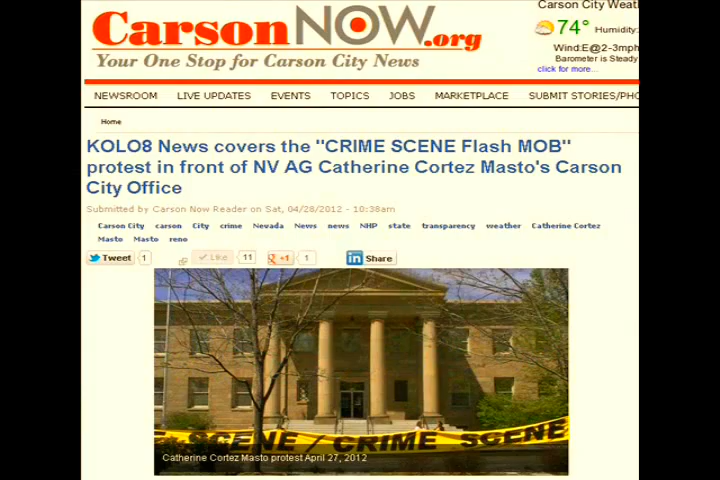 CarsonNOW.org
Your One Stop for Carson City News
Carson City Weat
74° Humidity:
Wind:E@2-3mph
Barometer is Steady
click for more...
NEWSROOM LIVE UPDATES EVENTS TOPICS JOBS MARKETPLACE SUBMIT STORIES/PHO
Home
KOLO8 News covers the "CRIME SCENE Flash MOB"
protest in front of NV AG Catherine Cortez Masto's Carson
City Office
Submitted by Carson Now Reader on Sat, 04/28/2012 - 10:38am
Carson City carson City crime Nevada News news NHP state transparency weather Catherine Cortez
Masto Masto reno
Tweet 1 Like 11 +1 1 in Share
E SCENE / CRIME SCENE
Catherine Cortez Masto protest April 27, 2012